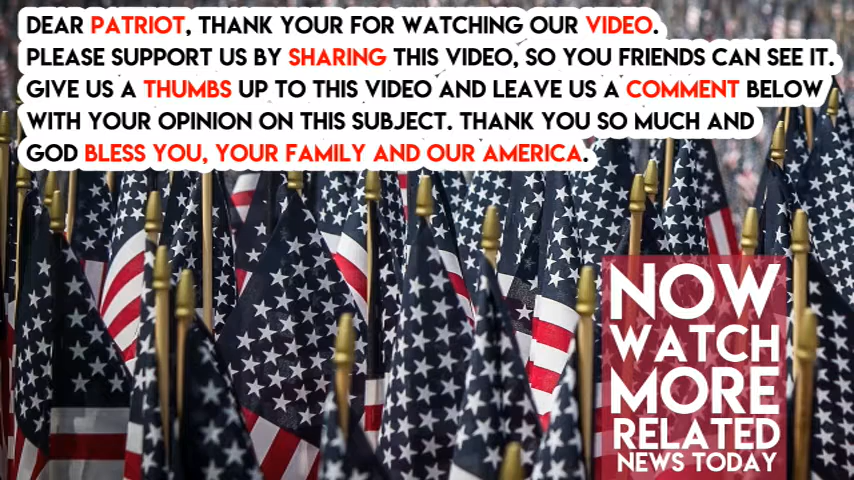 DEAR PATRIOT, THANK YOUR FOR WATCHING OUR VIDEO.
PLEASE SUPPORT US BY SHARING THIS VIDEO, SO YOU FRIENDS CAN SEE IT.
GIVE US A THUMBS UP TO THIS VIDEO AND LEAVE US A COMMENT BELOW
WITH YOUR OPINION ON THIS SUBJECT. THANK YOU SO MUCH AND
GOD BLESS YOU, YOUR FAMILY AND OUR AMERICA.
NOW
WATCH
MORE
RELATED
NEWS TODAY